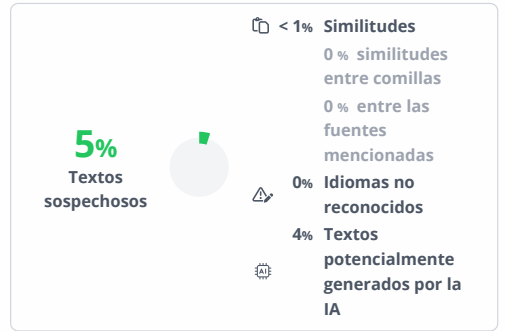 5%
Textos
sospechosos
< 1% Similitudes
0 % similitudes
entre comillas
0 % entre las
fuentes
mencionadas
0% Idiomas no
reconocidos
4% Textos
potencialmente
generados por la
IA
AI